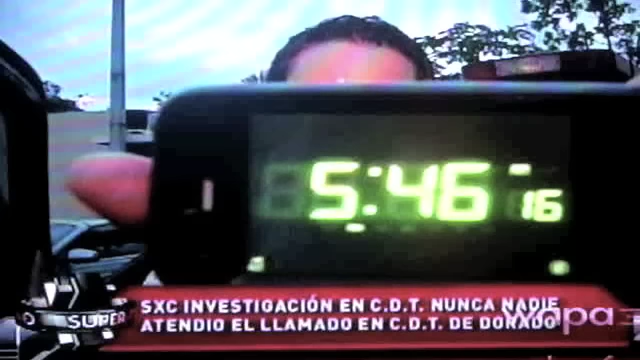 5:46 16
SXC INVESTIGACIÓN EN C.D.T. NUNCA NADIE
ATENDIO EL LLAMADO EN C.D.T. DE DORADO
wapa
SUPER